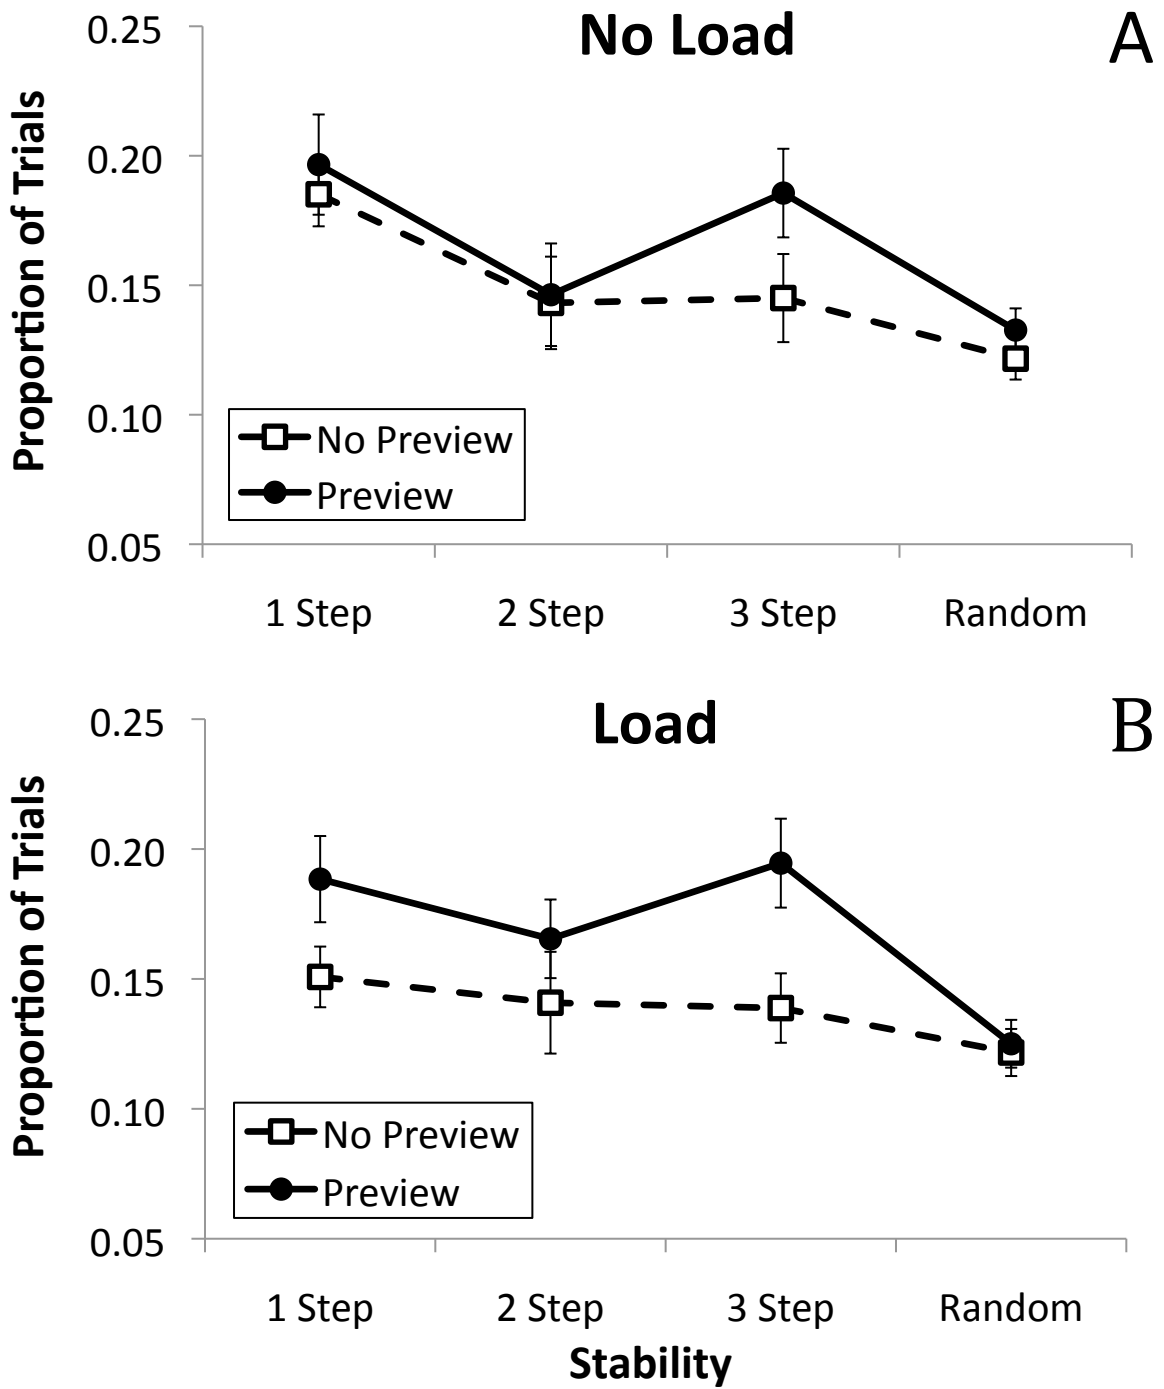 No Load
A
Proportion of Trials
0.25
0.20
0.15
0.10
0.05
No Preview
Preview
1 Step 2 Step 3 Step Random
Load
B
Proportion of Trials
0.25
0.20
0.15
0.10
0.05
No Preview
Preview
1 Step 2 Step 3 Step Random
Stability